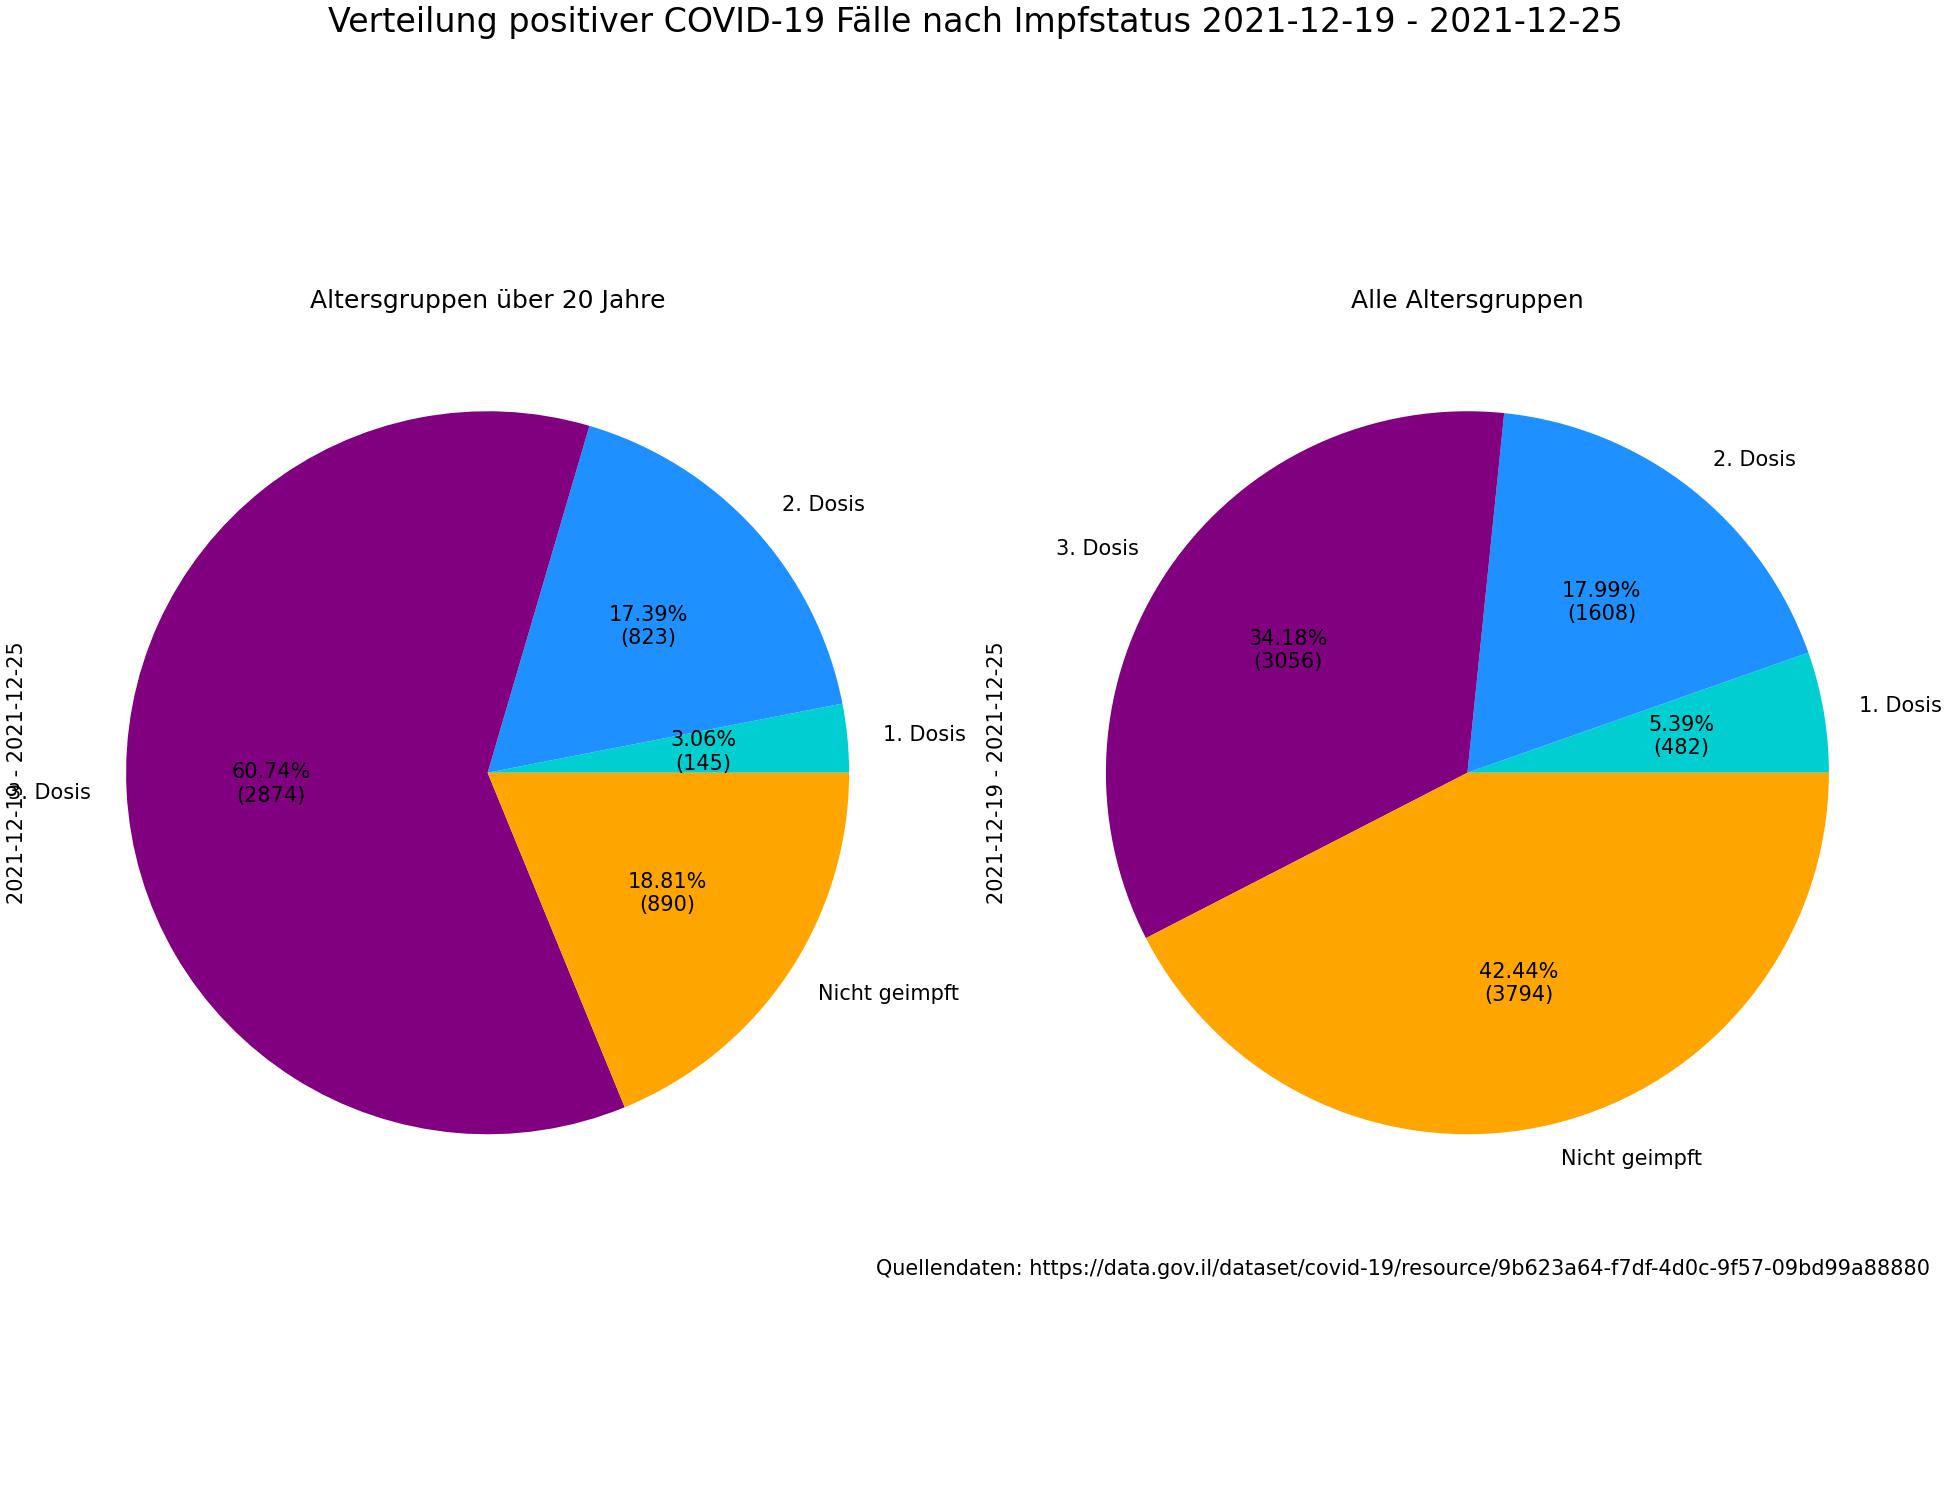 Verteilung positiver COVID-19 Fälle nach Impfstatus 2021-12-19 - 2021-12-25
Altersgruppen über 20 Jahre
2021-12-19 - 2021-12-25
2. Dosis
17.39%
(823)
3.06%
(145)
1. Dosis
60.74%
(2874)
3. Dosis
18.81%
(890)
Nicht geimpft
Alle Altersgruppen
2021-12-19 - 2021-12-25
2. Dosis
3. Dosis
17.99%
(1608)
34.18%
(3056)
1. Dosis
5.39%
(482)
42.44%
(3794)
Nicht geimpft
Quellendaten: https://data.gov.il/dataset/covid-19/resource/9b623a64-f7df-4d0c-9f57-09bd99a88880